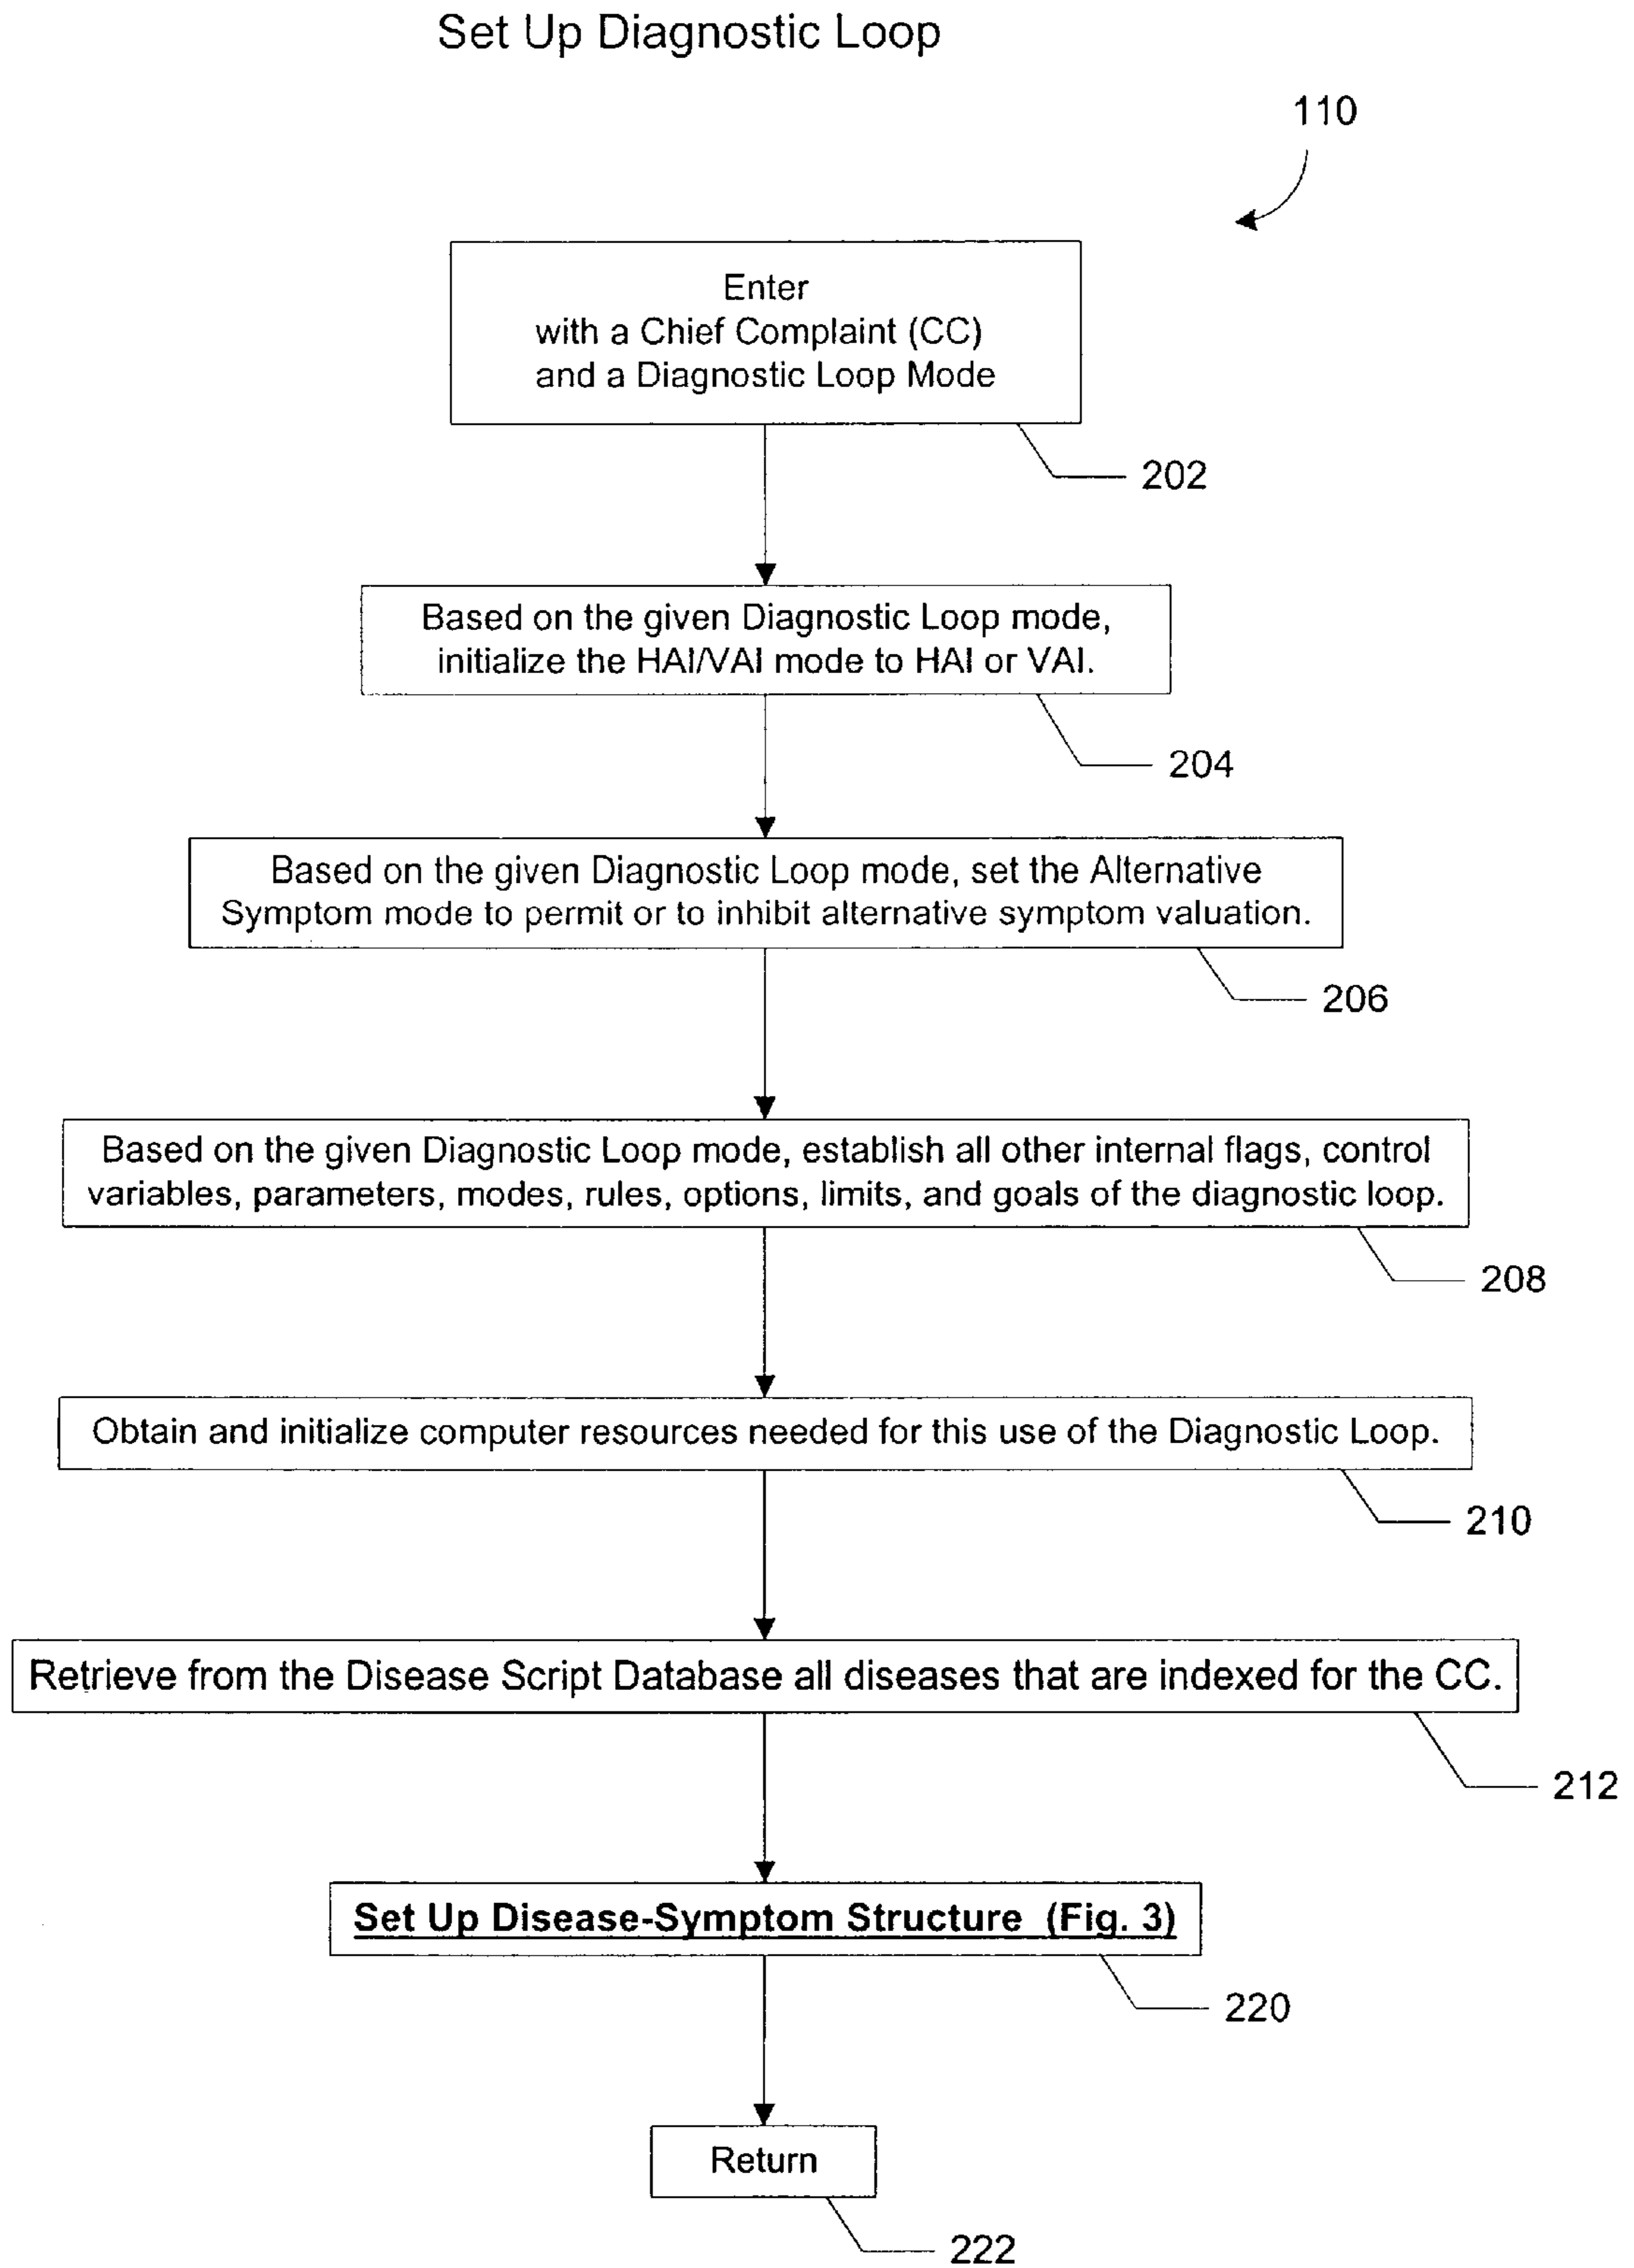 Set Up Diagnostic Loop
110
Enter
with a Chief Complaint (CC)
and a Diagnostic Loop Mode
202
Based on the given Diagnostic Loop mode,
initialize the HAI/VAI mode to HAI or VAI.
204
Based on the given Diagnostic Loop mode, set the Alternative
Symptom mode to permit or to inhibit alternative symptom valuation.
206
Based on the given Diagnostic Loop mode, establish all other internal flags, control
variables, parameters, modes, rules, options, limits, and goals of the diagnostic loop.
208
Obtain and initialize computer resources needed for this use of the Diagnostic Loop.
210
Retrieve from the Disease Script Database all diseases that are indexed for the CC.
212
Set Up Disease-Symptom Structure (Fig. 3)
220
Return
222